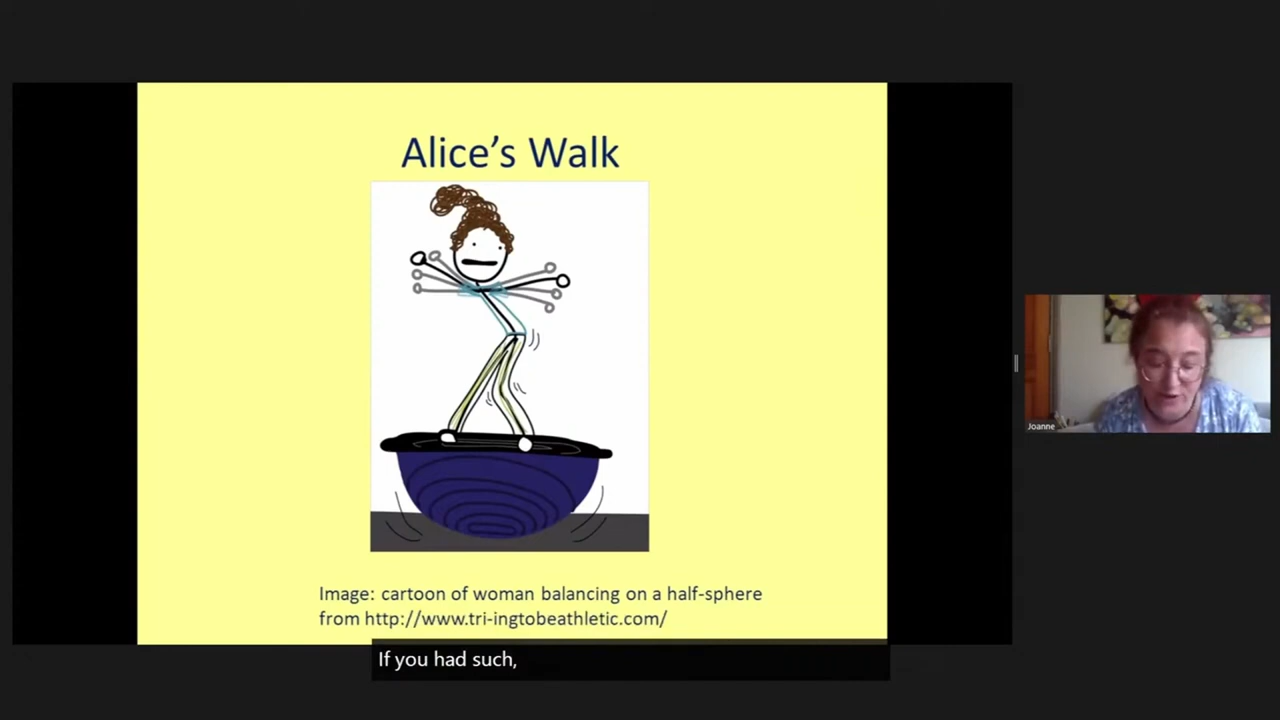 Alice's Walk
Image: cartoon of woman balancing on a half-sphere
from http://www.tri-ingtobeathletic.com/
If you had such,
Joanne